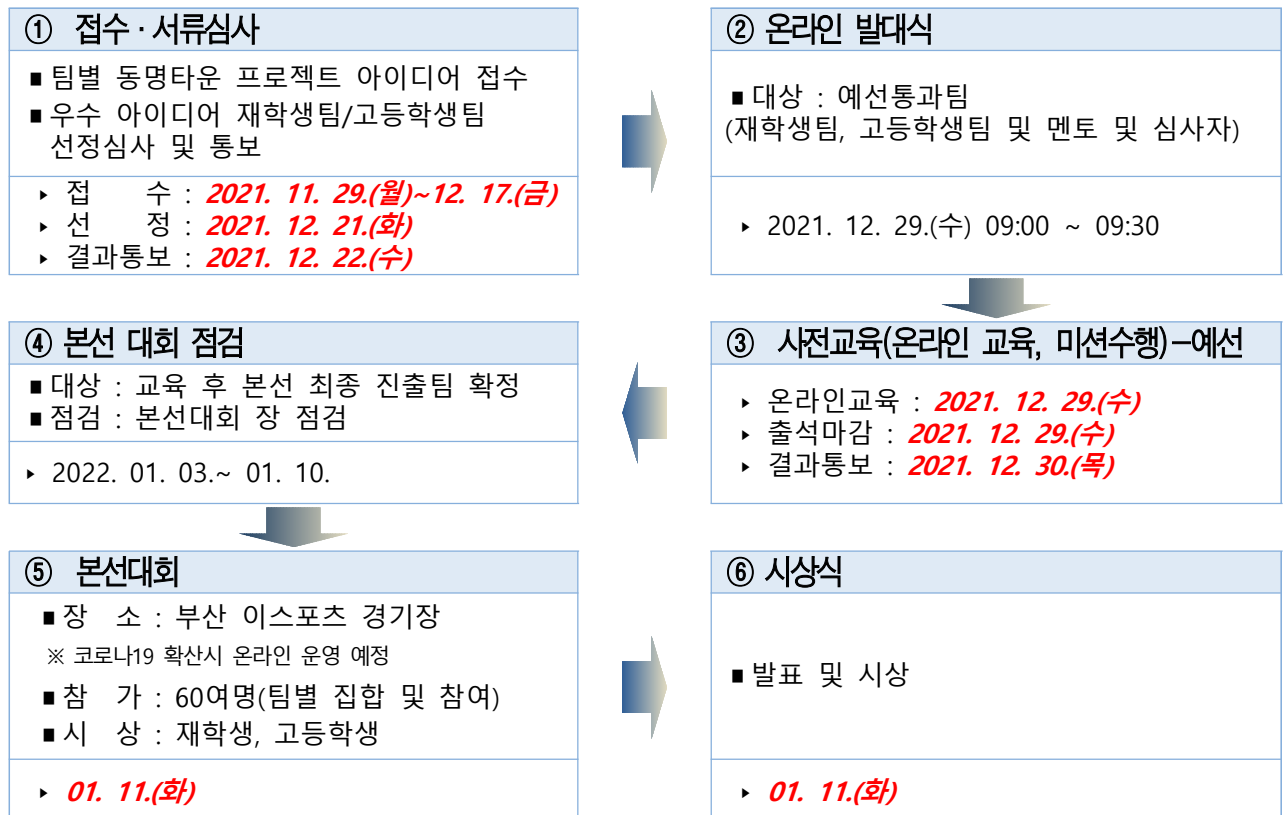 ① 접수 · 서류심사
■ 팀별 동명타운 프로젝트 아이디어 접수
■ 우수 아이디어 재학생팀/고등학생팀
선정심사 및 통보
▸ 접 수 : 2021. 11. 29.(월)~12. 17.(금)
▸ 선 정 : 2021. 12. 21.(화)
▸ 결과통보 : 2021. 12. 22.(수)
② 온라인 발대식
■ 대상 : 예선통과팀
(재학생팀, 고등학생팀 및 멘토 및 심사자)
▸ 2021. 12. 29.(수) 09:00 ~ 09:30
③ 사전교육(온라인 교육, 미션수행)-예선
▸ 온라인교육 : 2021. 12. 29.(수)
▸ 출석마감 : 2021. 12. 29.(수)
▸ 결과통보 : 2021. 12. 30.(목)
④ 본선 대회 점검
■ 대상 : 교육 후 본선 최종 진출팀 확정
■ 점검 : 본선대회 장 점검
▸ 2022. 01. 03.~ 01. 10.
⑤ 본선대회
■ 장 소 : 부산 이스포츠 경기장
※ 코로나19 확산시 온라인 운영 예정
■ 참 가 : 60여명(팀별 집합 및 참여)
■ 시 상 : 재학생, 고등학생
▸ 01. 11.(화)
⑥ 시상식
■ 발표 및 시상
▸ 01. 11.(화)